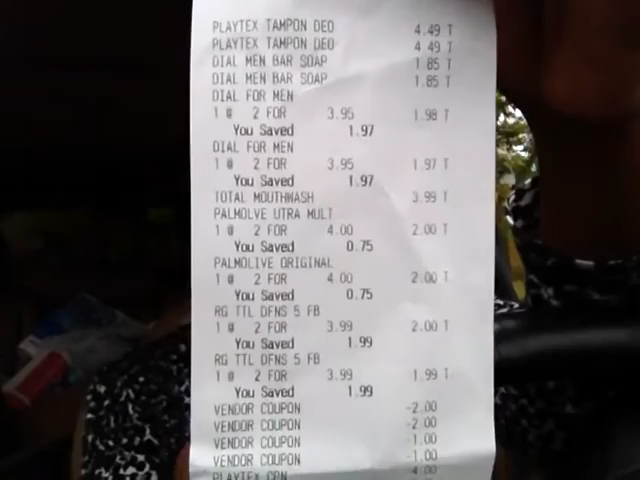 PLAYTEX TAMPON DEO 4.49 T
PLAYTEX TAMPON DEO 4.49 T
DIAL MEN BAR SOAP 1.85 T
DIAL MEN BAR SOAP 1.85 T
DIAL FOR MEN
1 @ 2 FOR 3.95 1.98 T
You Saved 1.97
DIAL FOR MEN
1 @ 2 FOR 3.95 1.97 T
You Saved 1.97
TOTAL MOUTHWASH 3.99 T
PALMOLVE UTRA MULT
1 @ 2 FOR 4.00 2.00 T
You Saved 0.75
PALMOLIVE ORIGINAL
1 @ 2 FOR 4.00 2.00 T
You Saved 0.75
RG TTL DFNS 5 FB
1 @ 2 FOR 3.99 2.00 T
You Saved 1.99
RG TTL DFNS 5 FB
1 @ 2 FOR 3.99 1.99 T
You Saved 1.99
VENDOR COUPON -2.00
VENDOR COUPON -2.00
VENDOR COUPON -1.00
VENDOR COUPON -1.00
PLAYTEX CPN 4.00